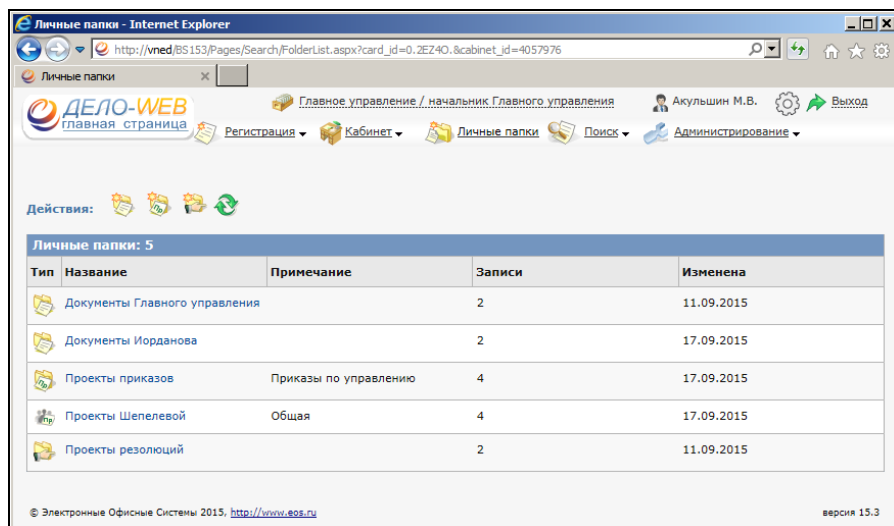 Личные папки - Internet Explorer
http://vned/BS153/Pages/Search/FolderList.aspx?card_id=0.2EZ4O.&cabinet_id=4057976
Личные папки
ДЕЛО-WEB
главная страница
Главное управление / начальник Главного управления
Акульшин М.В.
Выход
Регистрация
Кабинет
Личные папки
Поиск
Администрирование
Действия:
Личные папки: 5
Тип Название Примечание Записи Изменена
Документы Главного управления 2 11.09.2015
Документы Иорданова 2 17.09.2015
Проекты приказов Приказы по управлению 4 17.09.2015
Проекты Шепелевой Общая 4 17.09.2015
Проекты резолюций 2 11.09.2015
© Электронные Офисные Системы 2015, http://www.eos.ru версия 15.3